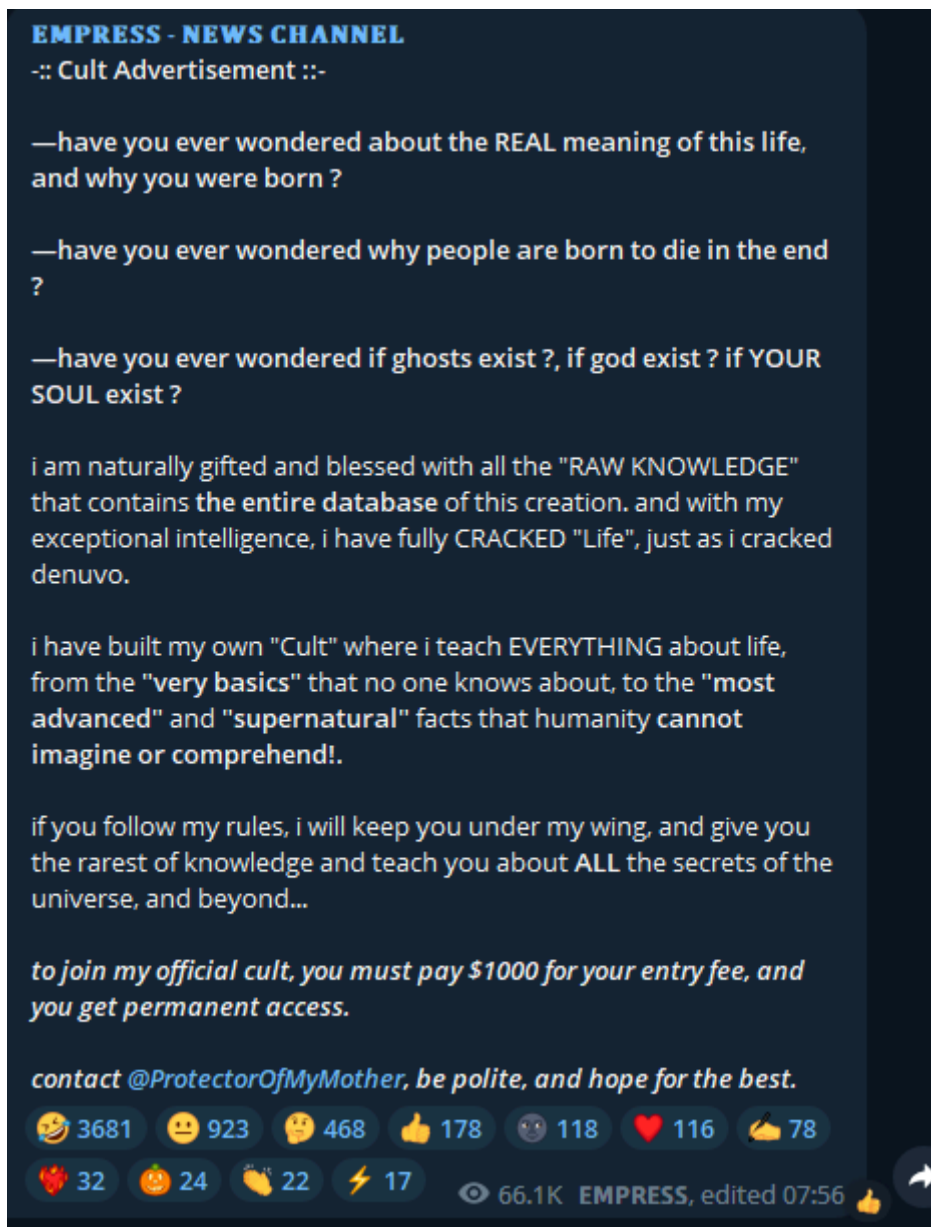 EMPRESS - NEWS CHANNEL
-:: Cult Advertisement ::-
—have you ever wondered about the REAL meaning of this life,
and why you were born ?
—have you ever wondered why people are born to die in the end
?
—have you ever wondered if ghosts exist ?, if god exist ? if YOUR
SOUL exist ?
i am naturally gifted and blessed with all the "RAW KNOWLEDGE"
that contains the entire database of this creation. and with my
exceptional intelligence, i have fully CRACKED "Life", just as i cracked
denuvo.
i have built my own "Cult" where i teach EVERYTHING about life,
from the "very basics" that no one knows about, to the "most
advanced" and "supernatural" facts that humanity cannot
imagine or comprehend!.
if you follow my rules, i will keep you under my wing, and give you
the rarest of knowledge and teach you about ALL the secrets of the
universe, and beyond...
to join my official cult, you must pay $1000 for your entry fee, and
you get permanent access.
contact @ProtectorOfMyMother, be polite, and hope for the best.
🤣 3681 😐 923 🤔 468 👍 178 🌚 118 ❤ 116 ✍ 78
❤️‍🔥 32 🎃 24 👏 22 ⚡ 17 66.1K EMPRESS, edited 07:56